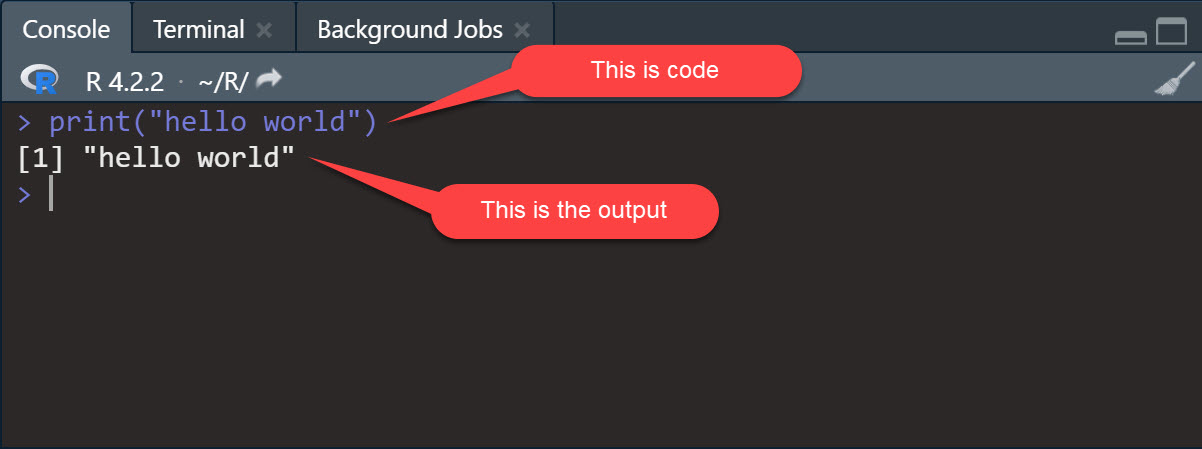 Console Terminal Background Jobs
R R 4.2.2 · ~/R/
This is code
> print("hello world")
[1] "hello world"
>
This is the output